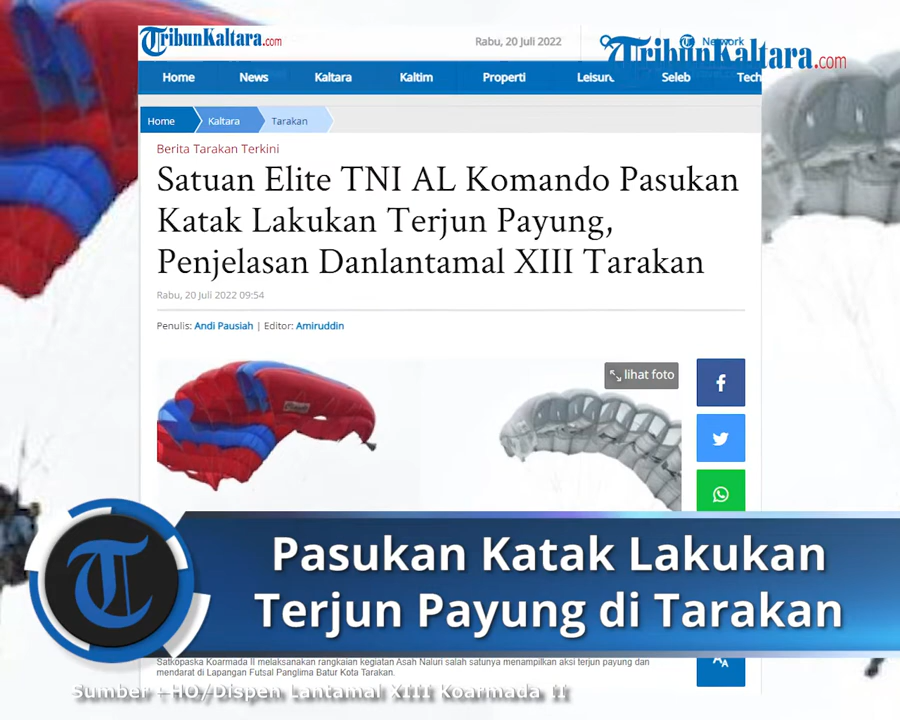 TribunKaltara.com
Rabu, 20 Juli 2022
Network
TribunKaltara.com
Home News Kaltara Kaltim Properti Leisure Seleb Tech
Home Kaltara Tarakan
Berita Tarakan Terkini
Satuan Elite TNI AL Komando Pasukan
Katak Lakukan Terjun Payung,
Penjelasan Danlantamal XIII Tarakan
Rabu, 20 Juli 2022 09:54
Penulis: Andi Pausiah | Editor: Amiruddin
lihat foto
Pasukan Katak Lakukan
Terjun Payung di Tarakan
Satkopaska Koarmada II melaksanakan rangkaian kegiatan Asah Naluri salah satunya menampilkan aksi terjun payung dan
mendarat di Lapangan Futsal Panglima Batur Kota Tarakan.
Sumber : HO/Dispen Lantamal XIII Koarmada II